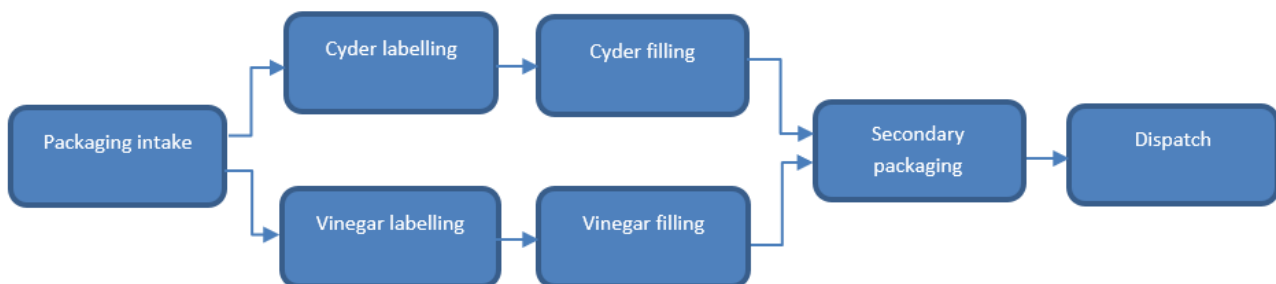 Packaging intake
Cyder labelling
Cyder filling
Vinegar labelling
Vinegar filling
Secondary
packaging
Dispatch